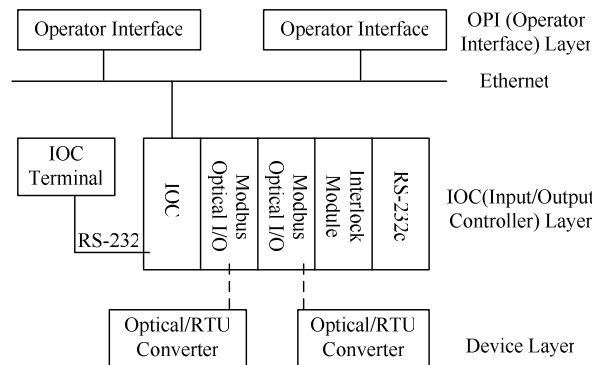 Operator Interface
Operator Interface
OPI (Operator
Interface) Layer
Ethernet
IOC
Terminal
RS-232
IOC
Modbus
Optical I/O
Modbus
Optical I/O
Interlock
Module
RS-232c
IOC(Input/Output
Controller) Layer
Optical/RTU
Converter
Optical/RTU
Converter
Device Layer